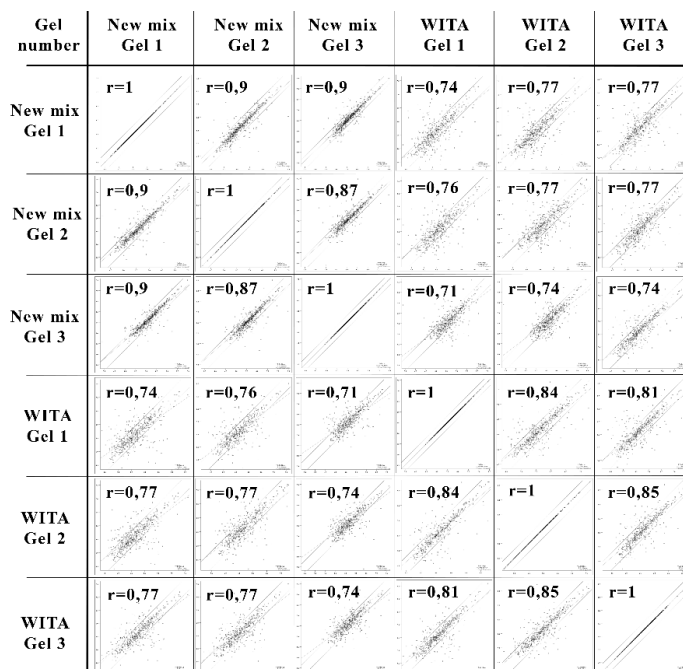 Gel number New mix Gel 1 New mix Gel 2 New mix Gel 3 WITA Gel 1 WITA Gel 2 WITA Gel 3
New mix Gel 1 r=1 r=0,9 r=0,9 r=0,74 r=0,77 r=0,77
New mix Gel 2 r=0,9 r=1 r=0,87 r=0,76 r=0,77 r=0,77
New mix Gel 3 r=0,9 r=0,87 r=1 r=0,71 r=0,74 r=0,74
WITA Gel 1 r=0,74 r=0,76 r=0,71 r=1 r=0,84 r=0,81
WITA Gel 2 r=0,77 r=0,77 r=0,74 r=0,84 r=1 r=0,85
WITA Gel 3 r=0,77 r=0,77 r=0,74 r=0,81 r=0,85 r=1